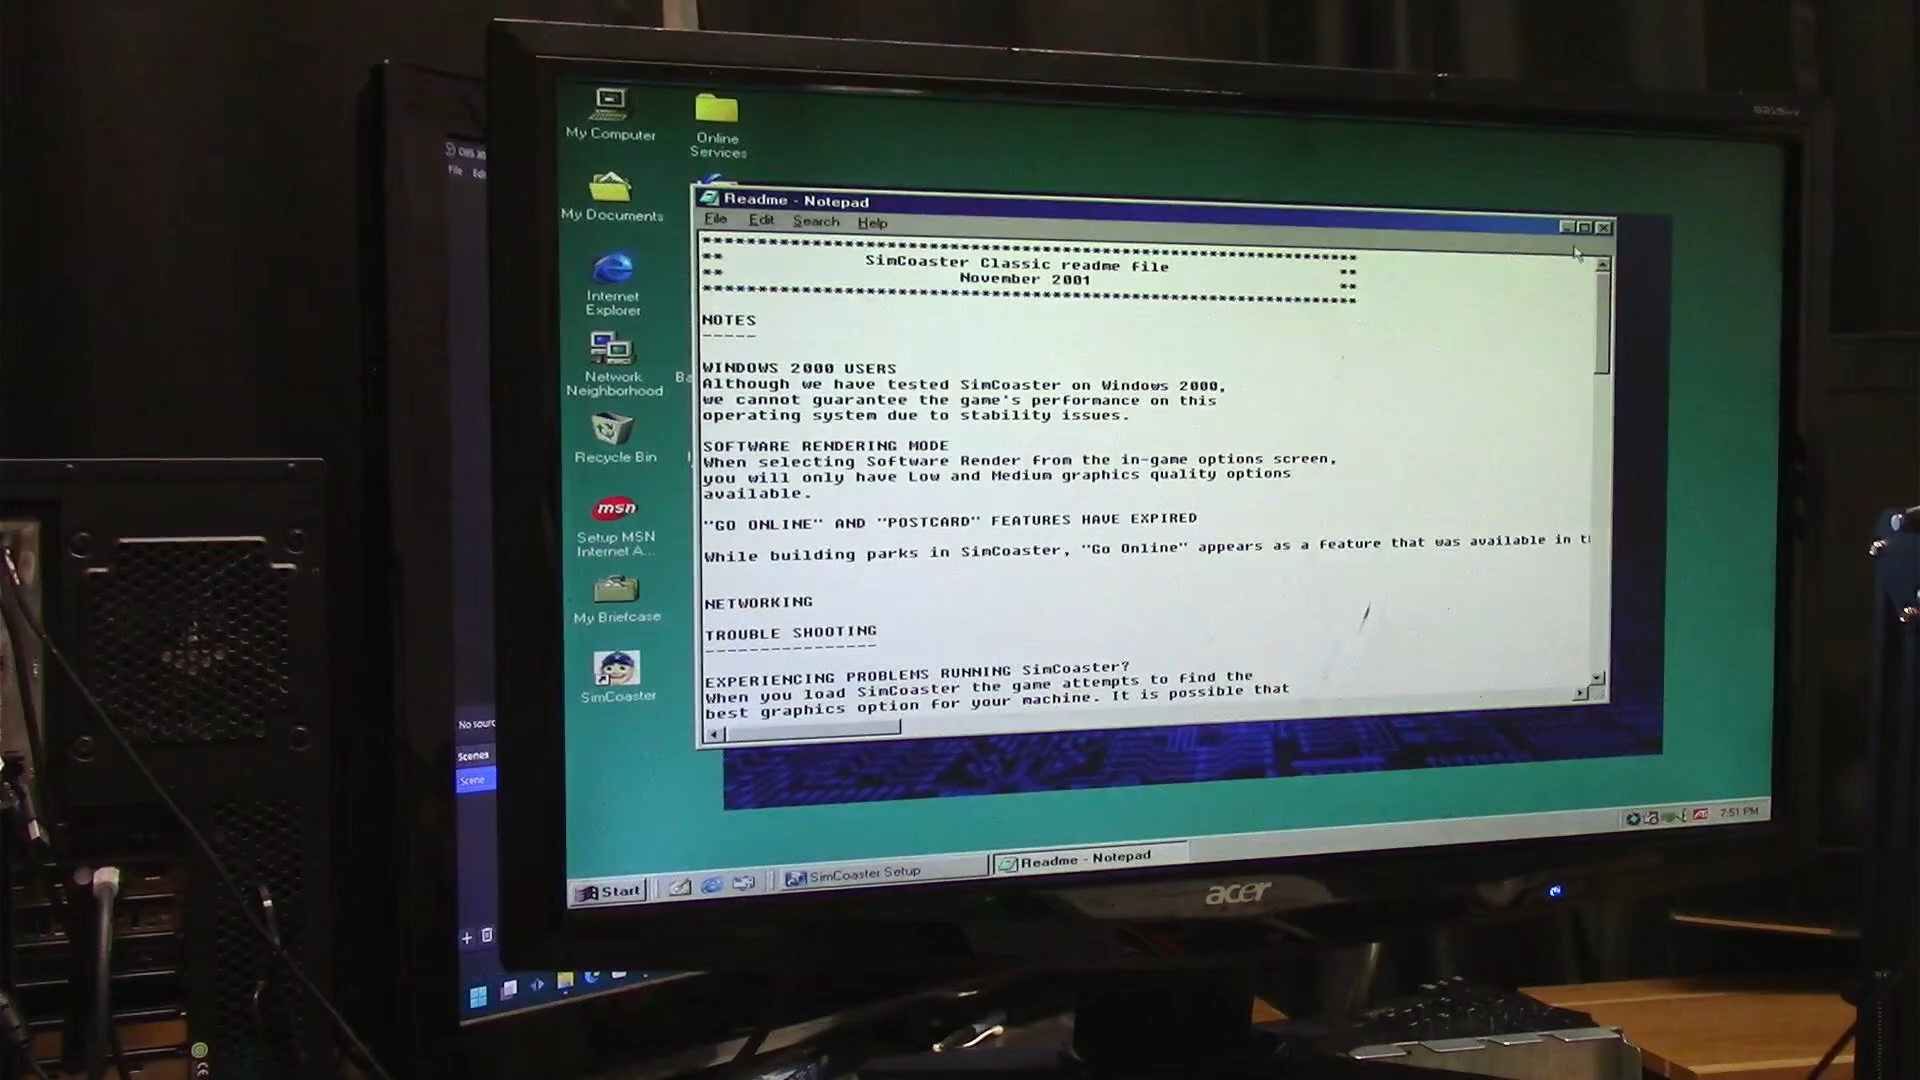 My Computer
Online
Services
My Documents
Internet
Explorer
Network
Neighborhood
Recycle Bin
msn
Setup MSN
Internet A...
My Briefcase
SimCoaster
Readme - Notepad
File Edit Search Help
*************************************************************************
** SimCoaster Classic readme file **
** November 2001 **
*************************************************************************
NOTES
-----
WINDOWS 2000 USERS
Although we have tested SimCoaster on Windows 2000,
we cannot guarantee the game's performance on this
operating system due to stability issues.
SOFTWARE RENDERING MODE
When selecting Software Render from the in-game options screen,
you will only have Low and Medium graphics quality options
available.
"GO ONLINE" AND "POSTCARD" FEATURES HAVE EXPIRED
While building parks in SimCoaster, "Go Online" appears as a feature that was available in
NETWORKING
TROUBLE SHOOTING
----------------
EXPERIENCING PROBLEMS RUNNING SimCoaster?
When you load SimCoaster the game attempts to find the
best graphics option for your machine. It is possible that
Start
SimCoaster Setup
Readme - Notepad
7:51 PM
acer
File
No sourc
Scenes
Scene